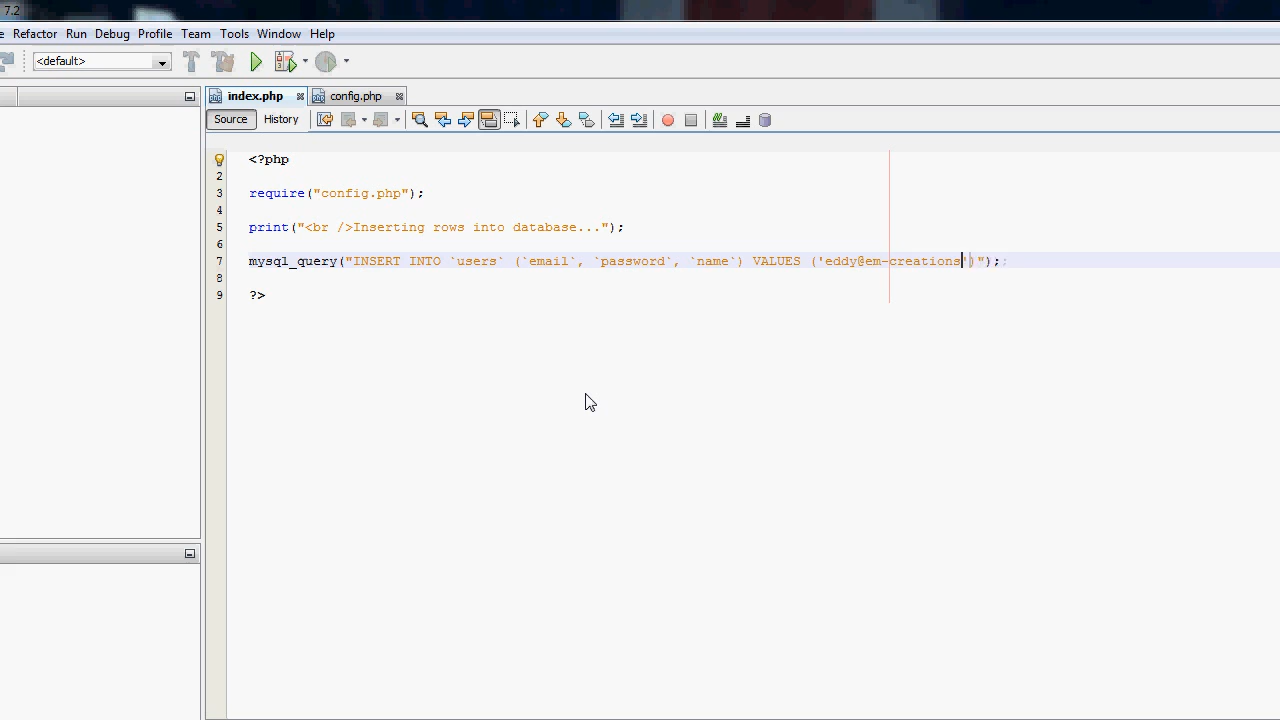 7.2
e Refactor Run Debug Profile Team Tools Window Help
<default>
index.php config.php
Source History
<?php
2
3 require("config.php");
4
5 print("<br />Inserting rows into database...");
6
7 mysql_query("INSERT INTO `users` (`email`, `password`, `name`) VALUES ('eddy@em-creations')");;
8
9 ?>